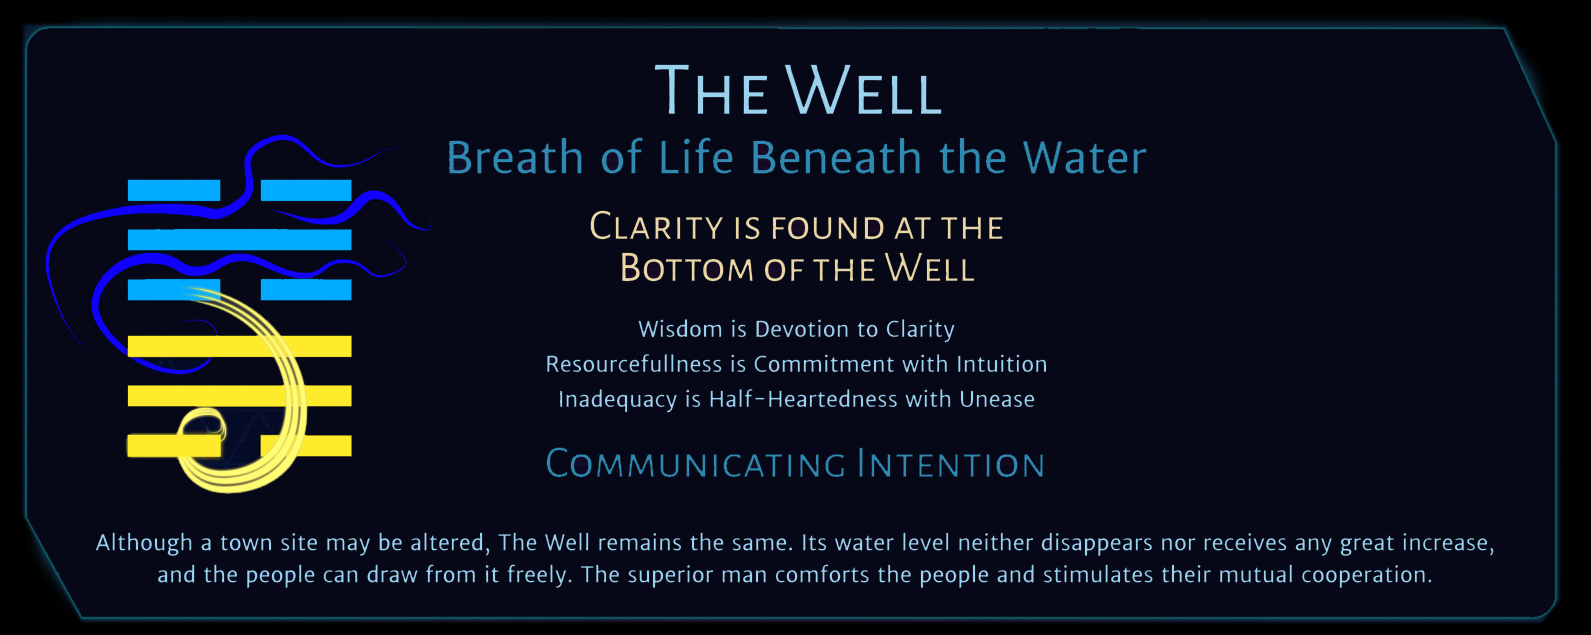 The Well
Breath of Life Beneath the Water
Clarity is found at the
Bottom of the Well
Wisdom is Devotion to Clarity
Resourcefullness is Commitment with Intuition
Inadequacy is Half-Heartedness with Unease
Communicating Intention
Although a town site may be altered, The Well remains the same. Its water level neither disappears nor receives any great increase,
and the people can draw from it freely. The superior man comforts the people and stimulates their mutual cooperation.